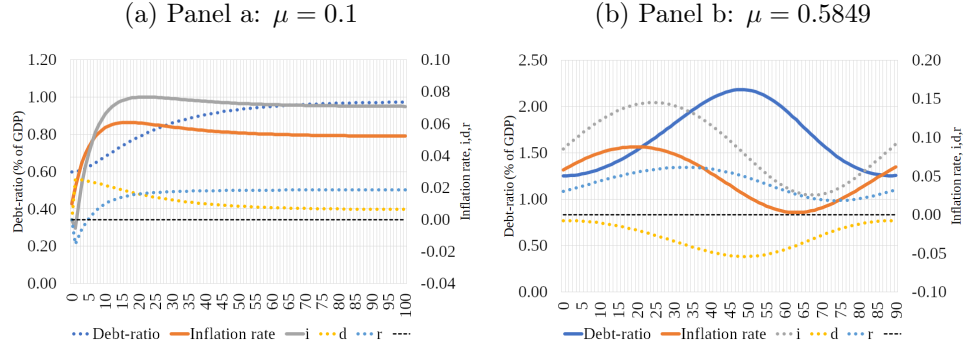 (a) Panel a: μ = 0.1
1.20
1.00
0.80
0.60
0.40
0.20
0.00
Debt-ratio (% of GDP)
0.10
0.08
0.06
0.04
0.02
0.00
-0.02
-0.04
Inflation rate, i,d,r
0 5 10 15 20 25 30 35 40 45 50 55 60 65 70 75 80 85 90 95 100
Debt-ratio Inflation rate i d r
(b) Panel b: μ = 0.5849
2.50
2.00
1.50
1.00
0.50
0.00
Debt-ratio (% of GDP)
0.20
0.15
0.10
0.05
0.00
-0.05
-0.10
Inflation rate, i,d,r
0 5 10 15 20 25 30 35 40 45 50 55 60 65 70 75 80 85 90
Debt-ratio Inflation rate i d r